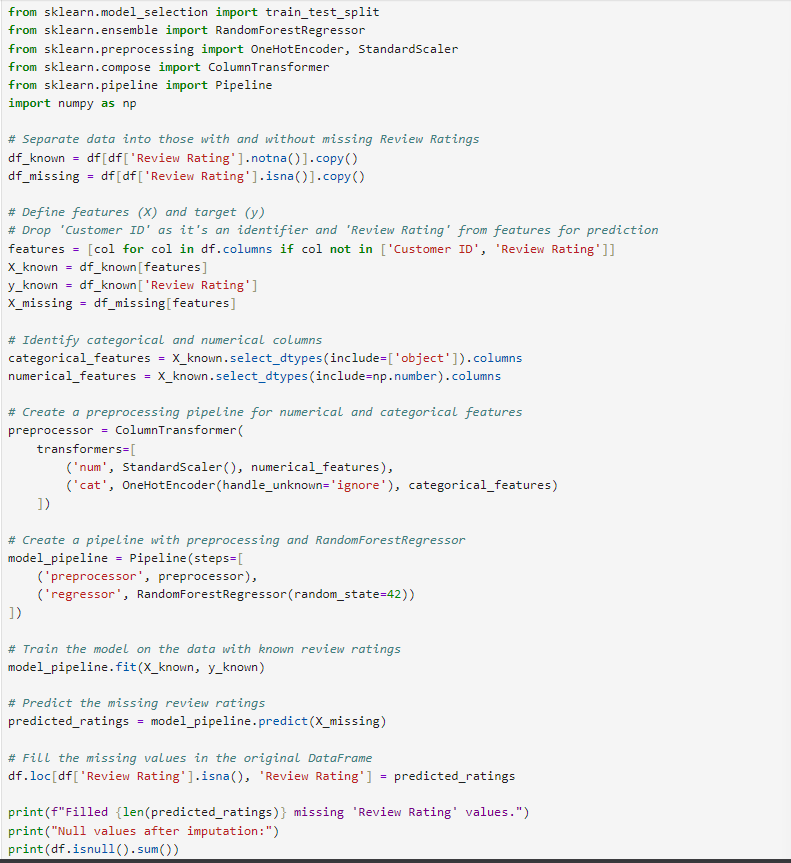 from sklearn.model_selection import train_test_split
from sklearn.ensemble import RandomForestRegressor
from sklearn.preprocessing import OneHotEncoder, StandardScaler
from sklearn.compose import ColumnTransformer
from sklearn.pipeline import Pipeline
import numpy as np

# Separate data into those with and without missing Review Ratings
df_known = df[df['Review Rating'].notna()].copy()
df_missing = df[df['Review Rating'].isna()].copy()

# Define features (X) and target (y)
# Drop 'Customer ID' as it's an identifier and 'Review Rating' from features for prediction
features = [col for col in df.columns if col not in ['Customer ID', 'Review Rating']]
X_known = df_known[features]
y_known = df_known['Review Rating']
X_missing = df_missing[features]

# Identify categorical and numerical columns
categorical_features = X_known.select_dtypes(include=['object']).columns
numerical_features = X_known.select_dtypes(include=np.number).columns

# Create a preprocessing pipeline for numerical and categorical features
preprocessor = ColumnTransformer(
    transformers=[
        ('num', StandardScaler(), numerical_features),
        ('cat', OneHotEncoder(handle_unknown='ignore'), categorical_features)
    ])

# Create a pipeline with preprocessing and RandomForestRegressor
model_pipeline = Pipeline(steps=[
    ('preprocessor', preprocessor),
    ('regressor', RandomForestRegressor(random_state=42))
])

# Train the model on the data with known review ratings
model_pipeline.fit(X_known, y_known)

# Predict the missing review ratings
predicted_ratings = model_pipeline.predict(X_missing)

# Fill the missing values in the original DataFrame
df.loc[df['Review Rating'].isna(), 'Review Rating'] = predicted_ratings

print(f"Filled {len(predicted_ratings)} missing 'Review Rating' values.")
print("Null values after imputation:")
print(df.isnull().sum())